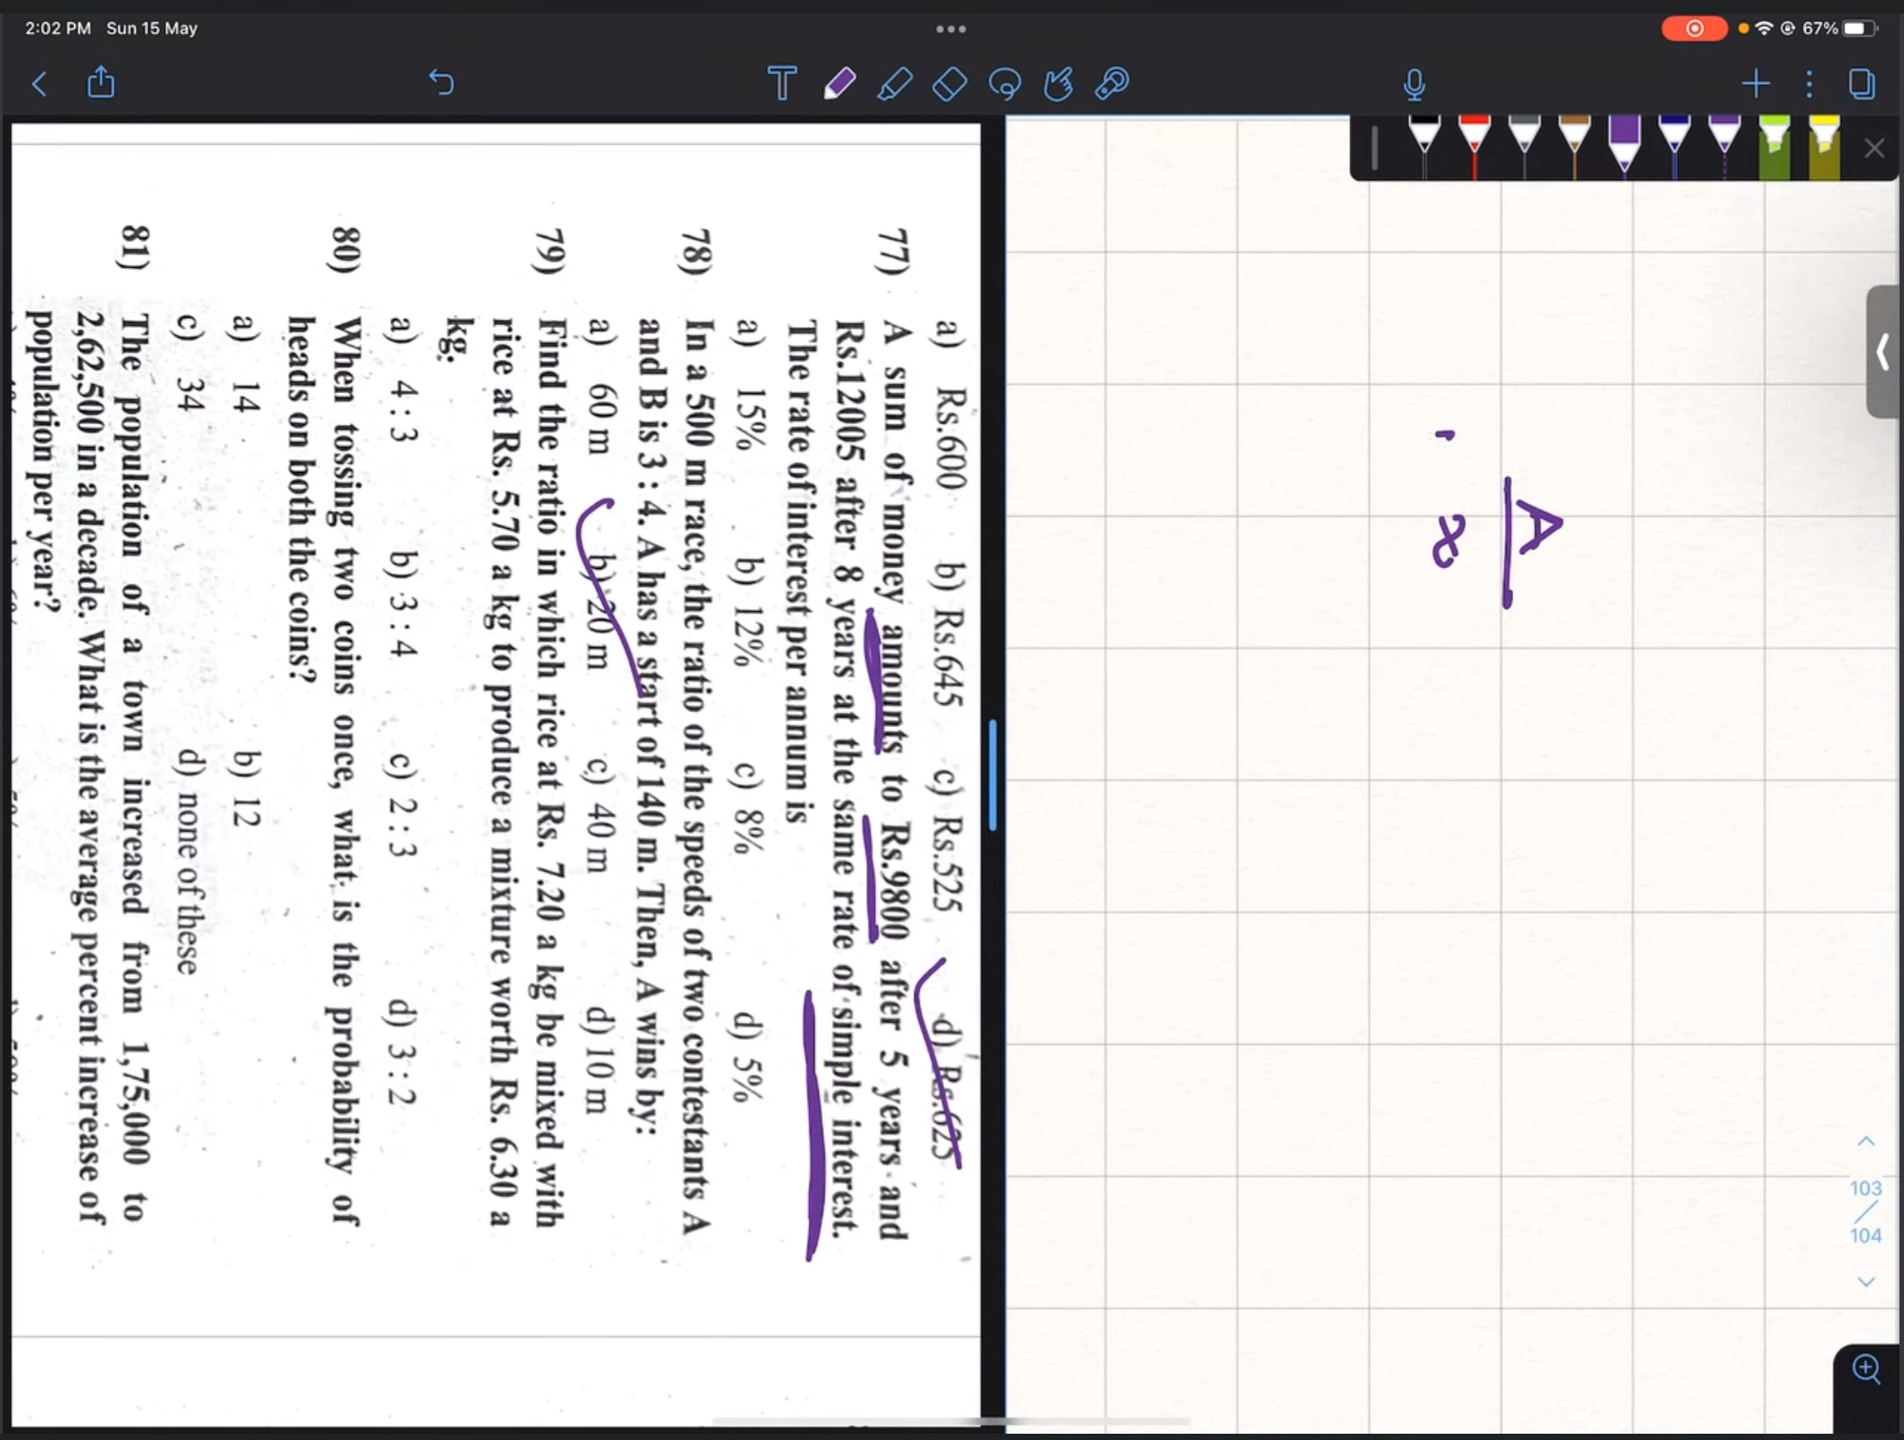 2:02 PM Sun 15 May
67%
T
a) Rs.600 b) Rs.645 c) Rs.525 d) Rs.625
77) A sum of money amounts to Rs.9800 after 5 years and
Rs.12005 after 8 years at the same rate of simple interest.
The rate of interest per annum is
a) 15% b) 12% c) 8% d) 5%
78) In a 500 m race, the ratio of the speeds of two contestants A
and B is 3 : 4. A has a start of 140 m. Then, A wins by:
a) 60 m b) 20 m c) 40 m d) 10 m
79) Find the ratio in which rice at Rs. 7.20 a kg be mixed with
rice at Rs. 5.70 a kg to produce a mixture worth Rs. 6.30 a
kg.
a) 4 : 3 b) 3 : 4 c) 2 : 3 d) 3 : 2
80) When tossing two coins once, what is the probability of
heads on both the coins?
a) 14 b) 12
c) 34 d) none of these
81) The population of a town increased from 1,75,000 to
2,62,500 in a decade. What is the average percent increase of
population per year?
A
8
103
104